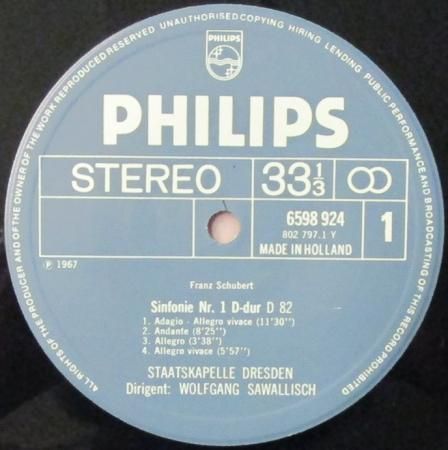 ALL RIGHTS OF THE PRODUCER AND OF THE OWNER OF THE WORK REPRODUCED RESERVED UNAUTHORISED COPYING HIRING LENDING PUBLIC PERFORMANCE AND BROADCASTING OF THIS RECORD PROHIBITED
PHILIPS
PHILIPS
STEREO 33 1/3
6598 924 1
802 797.1 Y
MADE IN HOLLAND
Ⓟ 1967
Franz Schubert
Sinfonie Nr. 1 D-dur D 82
1. Adagio - Allegro vivace (11'30'')
2. Andante (8'25'')
3. Allegro (3'38'')
4. Allegro vivace (5'57'')
STAATSKAPELLE DRESDEN
Dirigent: WOLFGANG SAWALLISCH